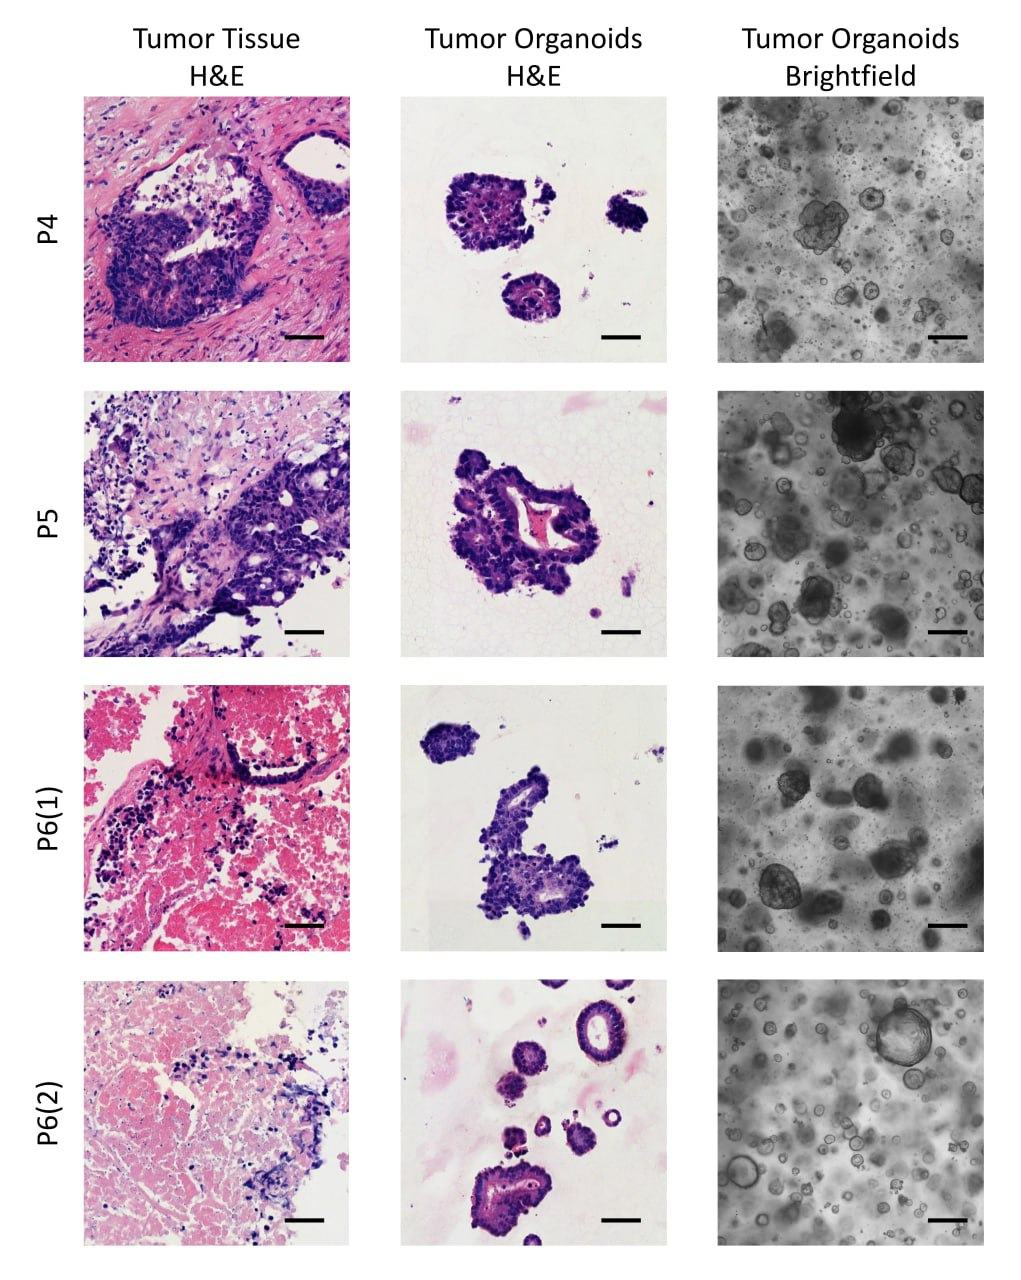 Tumor Tissue
H&E
Tumor Organoids
H&E
Tumor Organoids
Brightfield
P4
P5
P6(1)
P6(2)